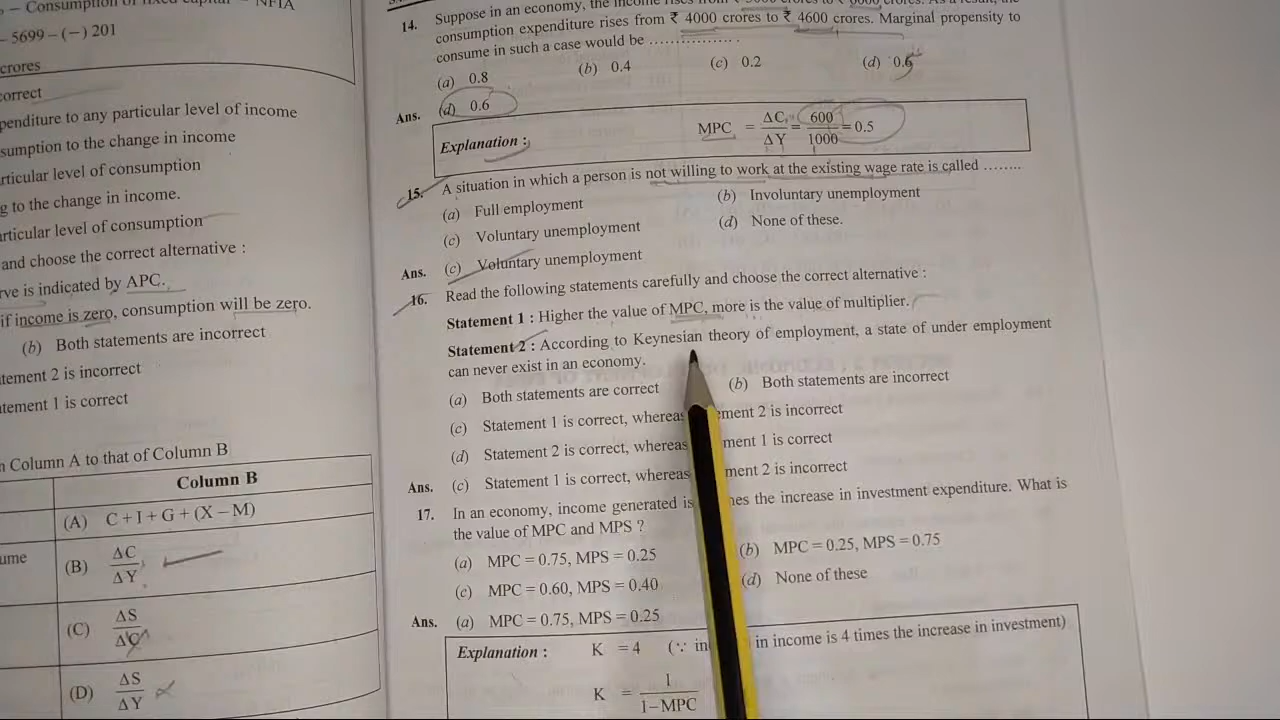 – Consumption of fixed capital – NFIA
– 5699 – (–) 201
crores
correct
penditure to any particular level of income
sumption to the change in income
rticular level of consumption
g to the change in income.
articular level of consumption
and choose the correct alternative :
rve is indicated by APC.
if income is zero, consumption will be zero.
(b) Both statements are incorrect
tement 2 is incorrect
tement 1 is correct
n Column A to that of Column B
Column B
(A) C + I + G + (X – M)
ume
(B) ΔC/ΔY
(C) ΔS/ΔC
(D) ΔS/ΔY
14. Suppose in an economy, the income rises from ₹ 5000 crores to ₹ 6000 crores. As a result, the
consumption expenditure rises from ₹ 4000 crores to ₹ 4600 crores. Marginal propensity to
consume in such a case would be ................
(a) 0.8 (b) 0.4 (c) 0.2 (d) 0.6
Ans. (d) 0.6
Explanation : MPC = ΔC/ΔY = 600/1000 = 0.5
15. A situation in which a person is not willing to work at the existing wage rate is called ........
(a) Full employment (b) Involuntary unemployment
(c) Voluntary unemployment (d) None of these.
Ans. (c) Voluntary unemployment
16. Read the following statements carefully and choose the correct alternative :
Statement 1 : Higher the value of MPC, more is the value of multiplier.
Statement 2 : According to Keynesian theory of employment, a state of under employment
can never exist in an economy.
(a) Both statements are correct (b) Both statements are incorrect
(c) Statement 1 is correct, whereas ement 2 is incorrect
(d) Statement 2 is correct, whereas ment 1 is correct
Ans. (c) Statement 1 is correct, whereas ment 2 is incorrect
17. In an economy, income generated is mes the increase in investment expenditure. What is
the value of MPC and MPS ?
(a) MPC = 0.75, MPS = 0.25 (b) MPC = 0.25, MPS = 0.75
(c) MPC = 0.60, MPS = 0.40 (d) None of these
Ans. (a) MPC = 0.75, MPS = 0.25
Explanation : K = 4 (∵ in in income is 4 times the increase in investment)
K = 1/1–MPC